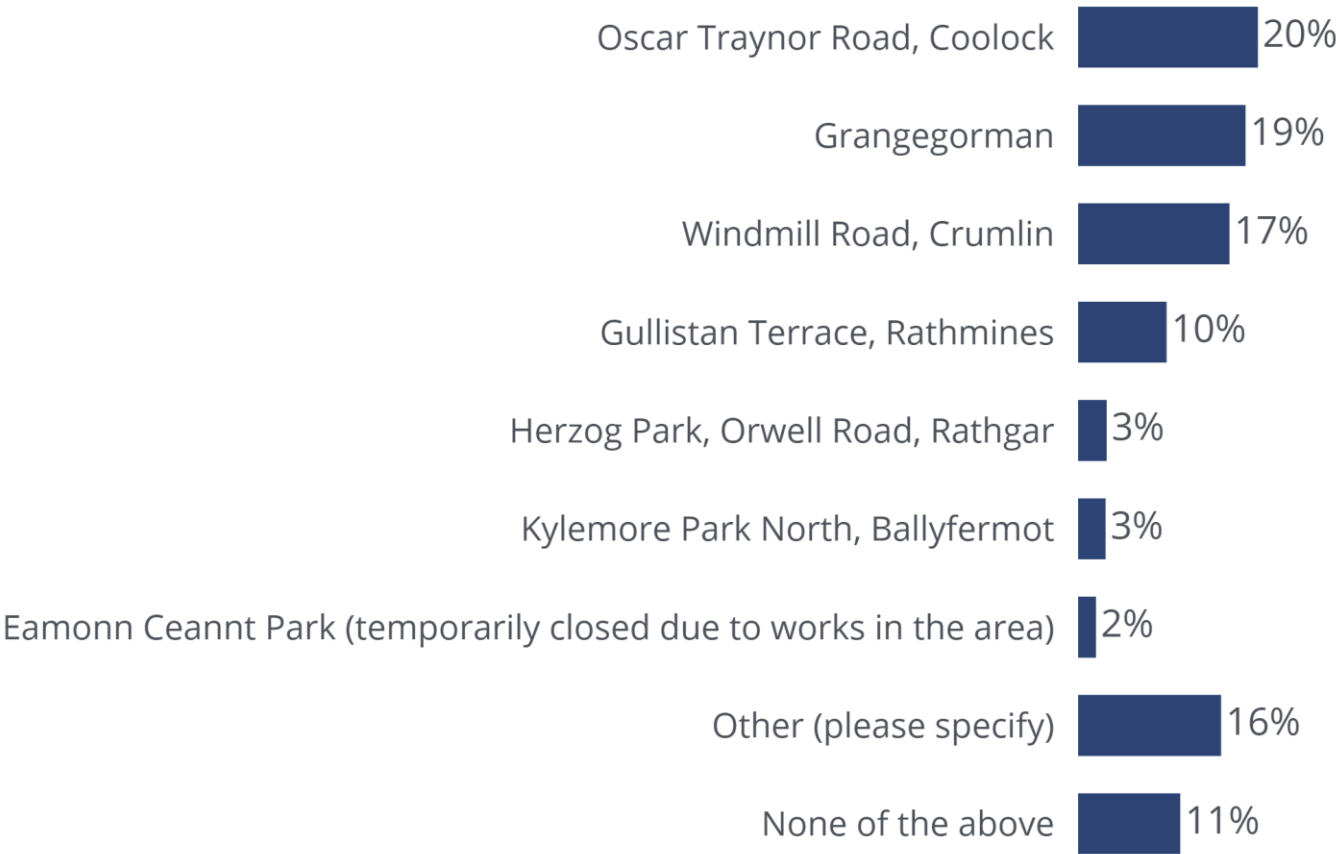 Oscar Traynor Road, Coolock 20%
Grangegorman 19%
Windmill Road, Crumlin 17%
Gullistan Terrace, Rathmines 10%
Herzog Park, Orwell Road, Rathgar 3%
Kylemore Park North, Ballyfermot 3%
Eamonn Ceannt Park (temporarily closed due to works in the area) 2%
Other (please specify) 16%
None of the above 11%